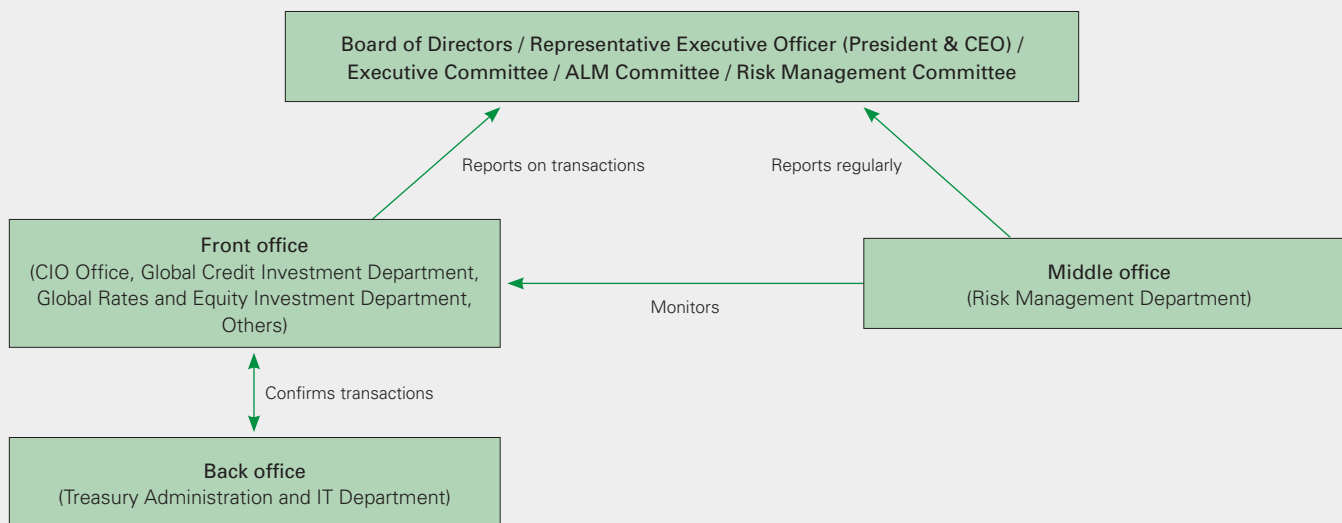 Board of Directors / Representative Executive Officer (President & CEO) /
Executive Committee / ALM Committee / Risk Management Committee
Reports on transactions
Reports regularly
Front office
(CIO Office, Global Credit Investment Department,
Global Rates and Equity Investment Department,
Others)
Middle office
(Risk Management Department)
Monitors
Confirms transactions
Back office
(Treasury Administration and IT Department)